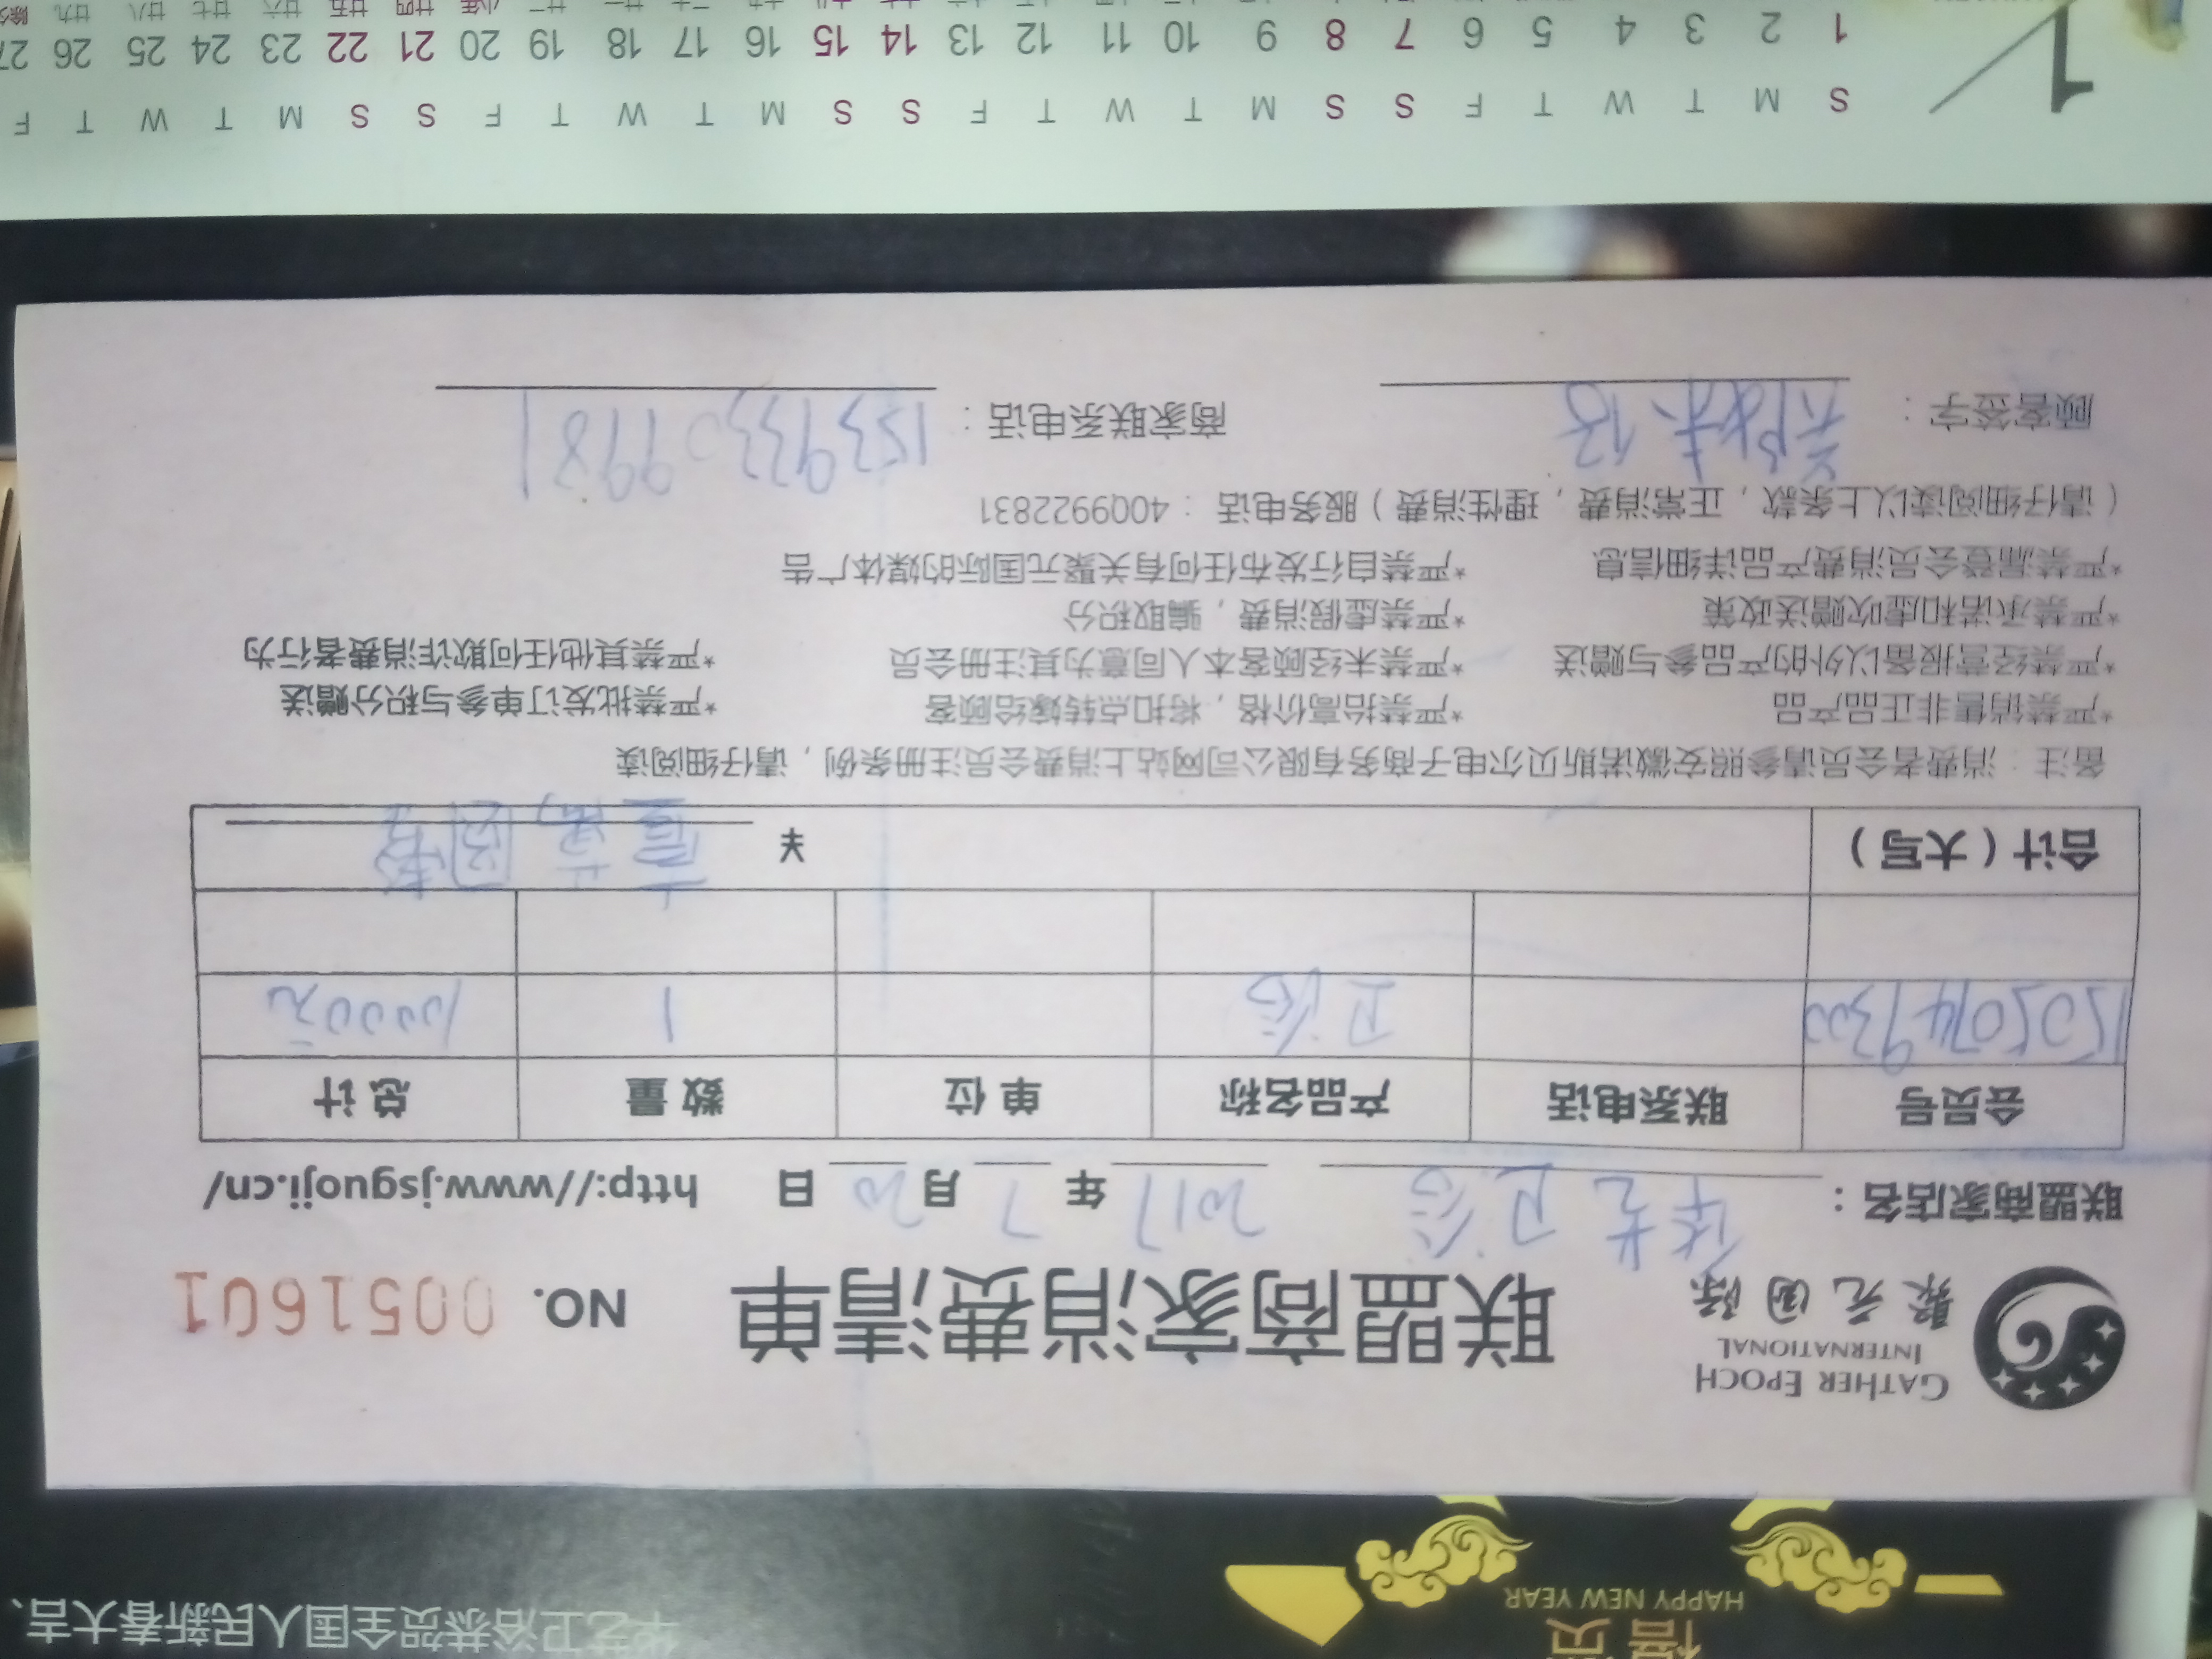 华艺卫浴恭贺全国人民新春大吉、
HAPPY NEW YEAR
GATHER EPOCH
INTERNATIONAL
聚元国际
联盟商家消费清单
NO. 0051601
联盟商家店名： 华艺卫浴 2017 年 7 月 20 日 http://www.jsguoji.cn/
会员号 联系电话 产品名称 单位 数量 总计
15050749300 卫浴 1 10000元
合计（大写） ¥ 壹萬圆整
备注：消费者会员请参照安徽诺斯贝尔电子商务有限公司网站上消费会员注册条例，请仔细阅读
*严禁销售非正品产品 *严禁抬高价格，将扣点转嫁给顾客 *严禁批发订单参与积分赠送
*严禁经营报备以外的产品参与赠送 *严禁未经顾客本人同意为其注册会员 *严禁其他任何欺诈消费者行为
*严禁承诺和虚吹赠送政策 *严禁虚假消费，骗取积分
*严禁漏登会员消费产品详细信息 *严禁自行发布任何有关聚元国际的媒体广告
（请仔细阅读以上条款，正常消费，理性消费）服务电话：4009922831
顾客签字： 商家联系电话： 15393309981
1/
S M T W T F S S M T W T F S S M T W T F S S M T W T F
1 2 3 4 5 6 7 8 9 10 11 12 13 14 15 16 17 18 19 20 21 22 23 24 25 26 27